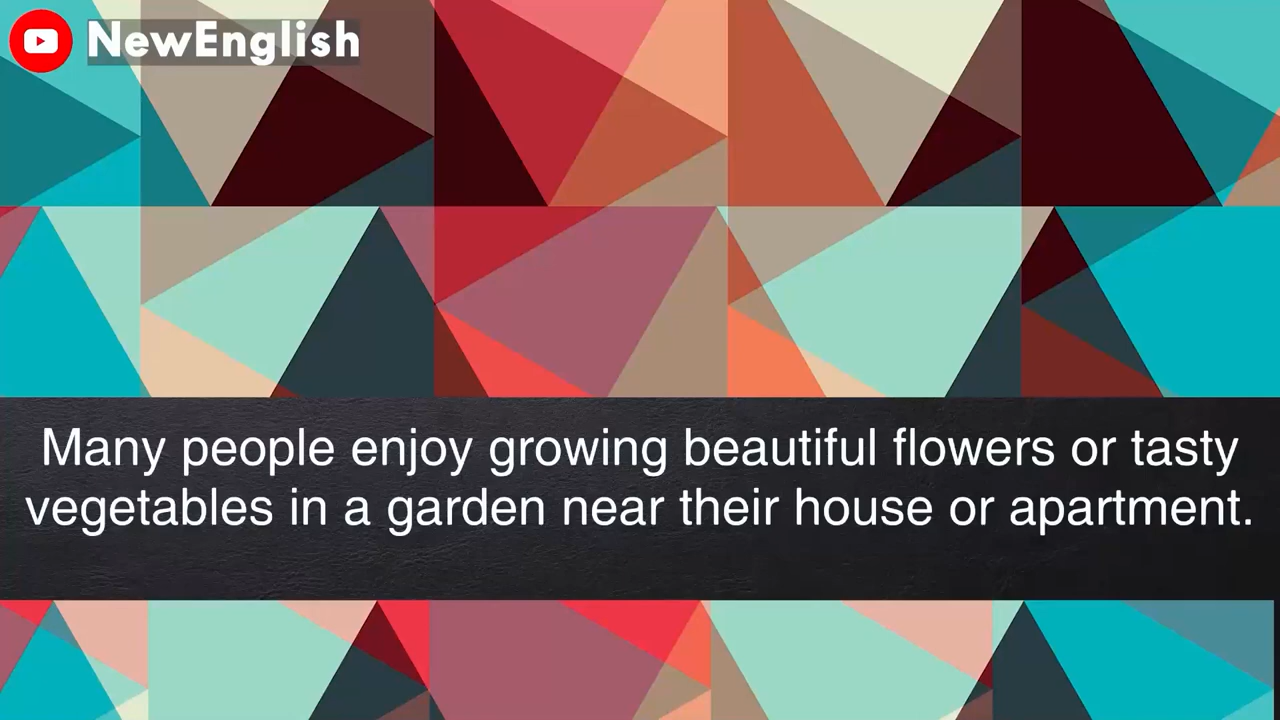 NewEnglish
Many people enjoy growing beautiful flowers or tasty
vegetables in a garden near their house or apartment.